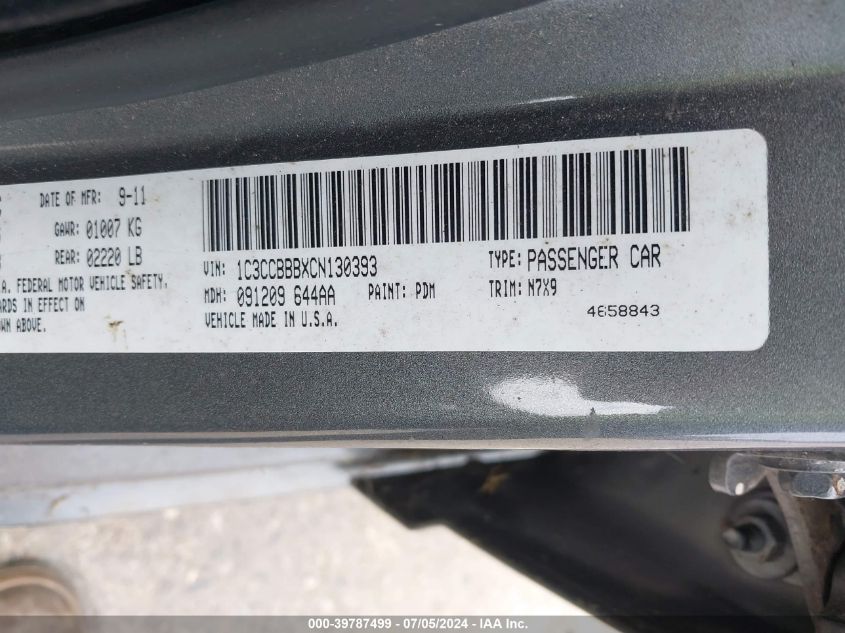 DATE OF MFR: 9-11
GAWR: 01007 KG
REAR: 02220 LB
A. FEDERAL MOTOR VEHICLE SAFETY.
ARDS IN EFFECT ON
WN ABOVE.
VIN: 1C3CCBBBXCN130393
TYPE: PASSENGER CAR
MDH: 091209 644AA
PAINT: PDM
TRIM: N7X9
VEHICLE MADE IN U.S.A.
4658843
000-39787499 / 07/05/2024 - IAA Inc.